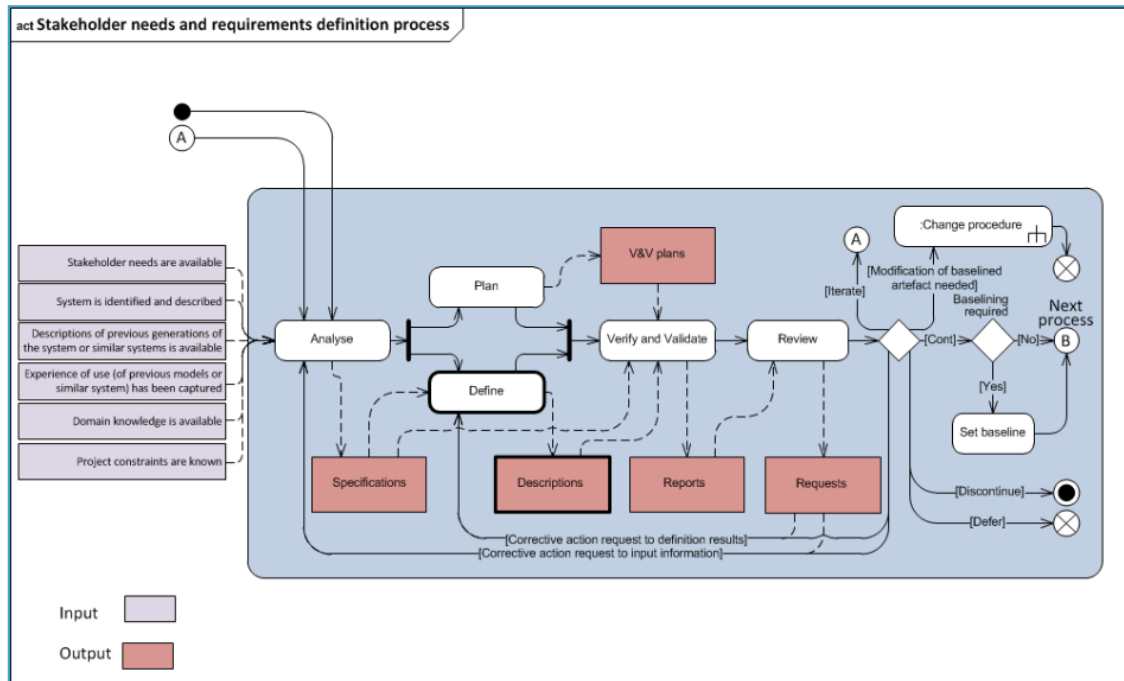 act Stakeholder needs and requirements definition process
A
Stakeholder needs are available
System is identified and described
Descriptions of previous generations of
the system or similar systems is available
Experience of use (of previous models or
similar system) has been captured
Domain knowledge is available
Project constraints are known
Analyse
Plan
Define
V&V plans
Verify and Validate
Review
Specifications
Descriptions
Reports
Requests
A
:Change procedure
[Iterate]
[Modification of baselined
artefact needed]
Baselining
required
Next
process
[Cont]
[No]
B
[Yes]
Set baseline
[Discontinue]
[Defer]
[Corrective action request to definition results]
[Corrective action request to input information]
Input
Output